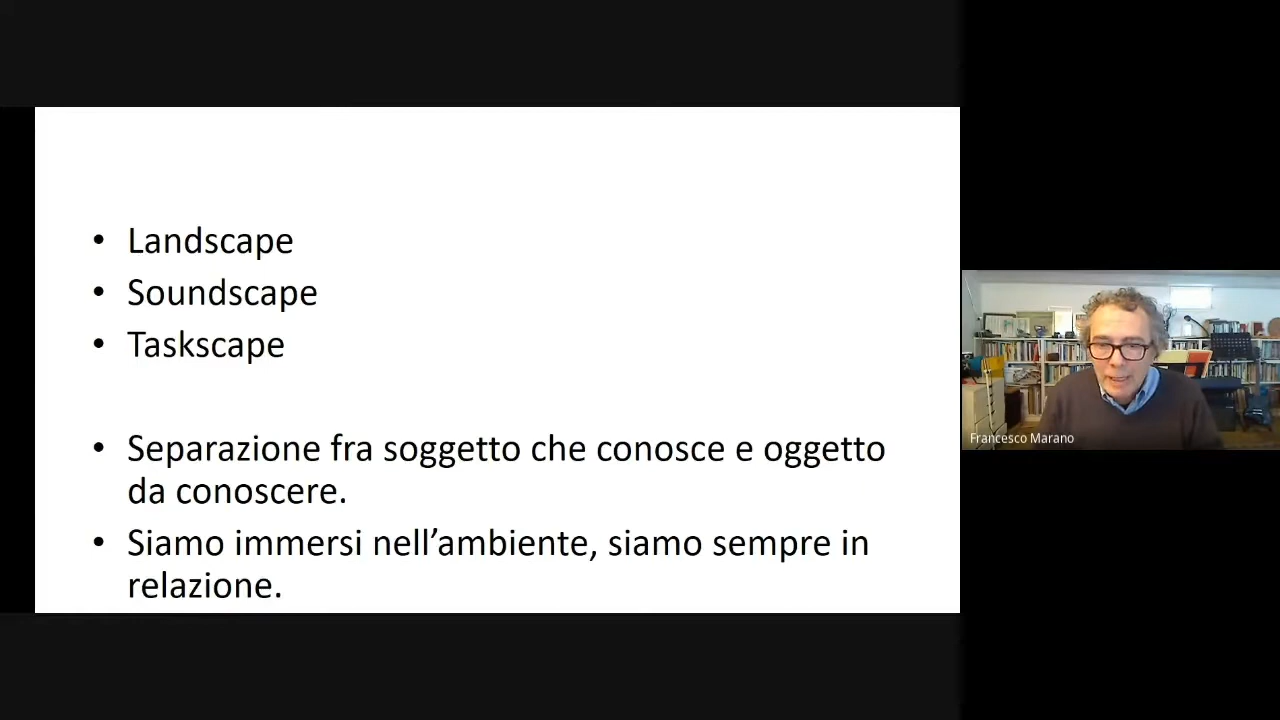 • Landscape
• Soundscape
• Taskscape
• Separazione fra soggetto che conosce e oggetto
da conoscere.
• Siamo immersi nell’ambiente, siamo sempre in
relazione.
Francesco Marano